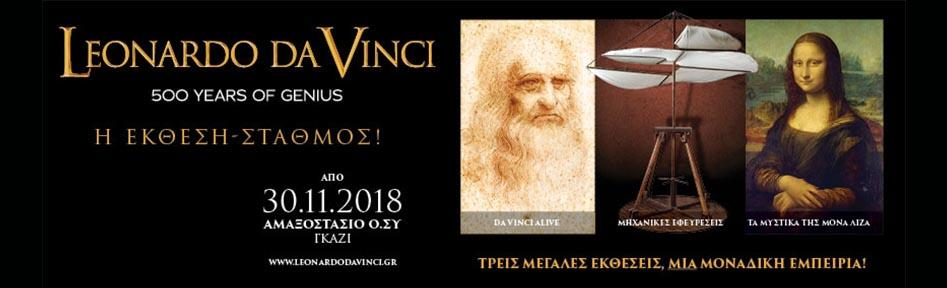 LEONARDO DA VINCI
500 YEARS OF GENIUS
Η ΕΚΘΕΣΗ-ΣΤΑΘΜΟΣ!
ΑΠΟ
30.11.2018
ΑΜΑΞΟΣΤΑΣΙΟ Ο.ΣΥ
ΓΚΑΖΙ
WWW.LEONARDODAVINCI.GR
DA VINCI ALIVE
ΜΗΧΑΝΙΚΕΣ ΕΦΕΥΡΕΣΕΙΣ
ΤΑ ΜΥΣΤΙΚΑ ΤΗΣ ΜΟΝΑ ΛΙΖΑ
ΤΡΕΙΣ ΜΕΓΑΛΕΣ ΕΚΘΕΣΕΙΣ, ΜΙΑ ΜΟΝΑΔΙΚΗ ΕΜΠΕΙΡΙΑ!